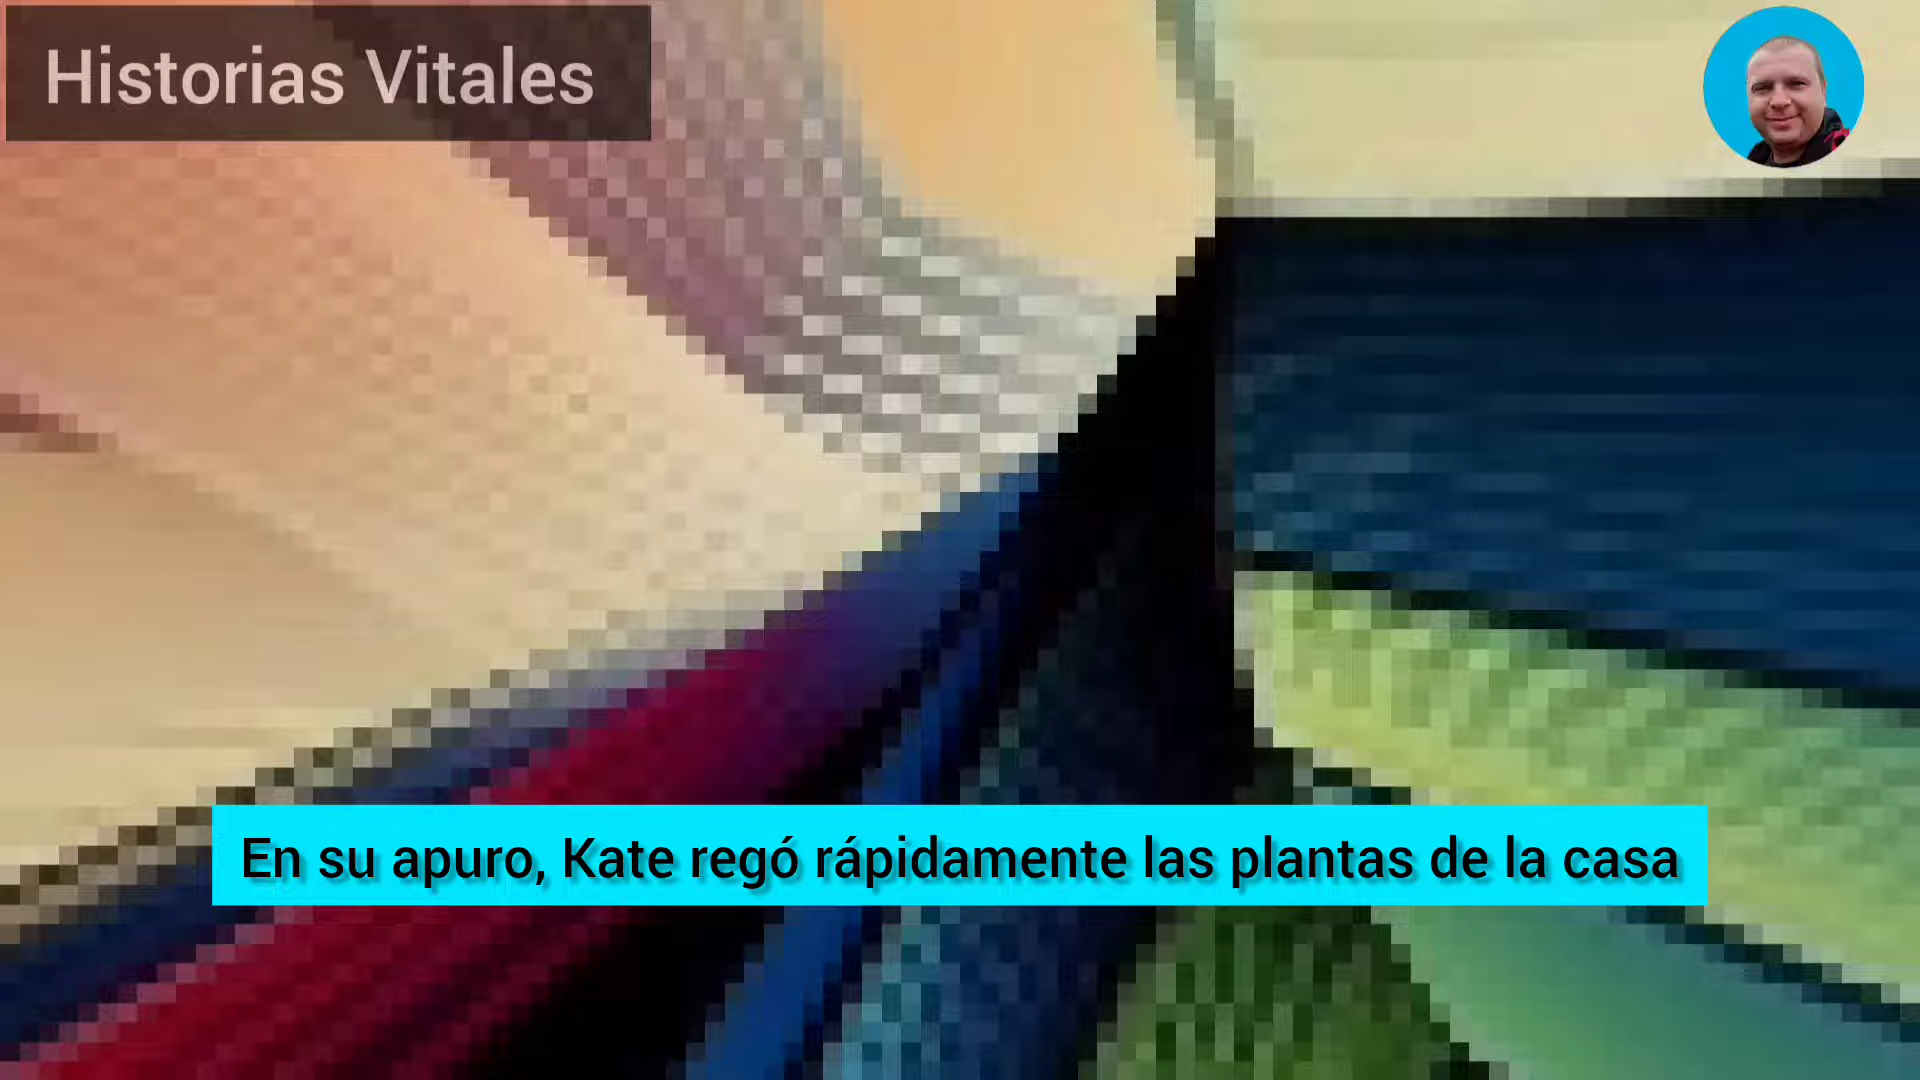 Historias Vitales
En su apuro, Kate regó rápidamente las plantas de la casa